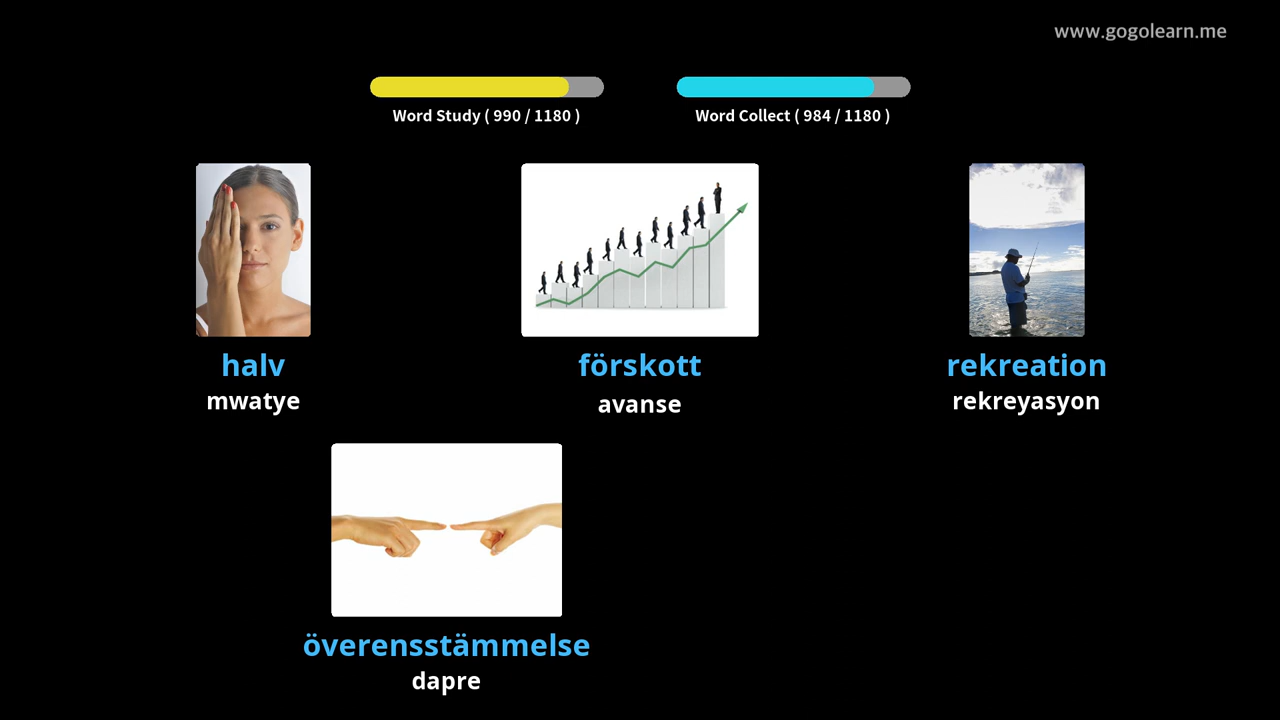 www.gogolearn.me
Word Study ( 990 / 1180 )
Word Collect ( 984 / 1180 )
halv
mwatye
förskott
avanse
rekreation
rekreyasyon
överensstämmelse
dapre